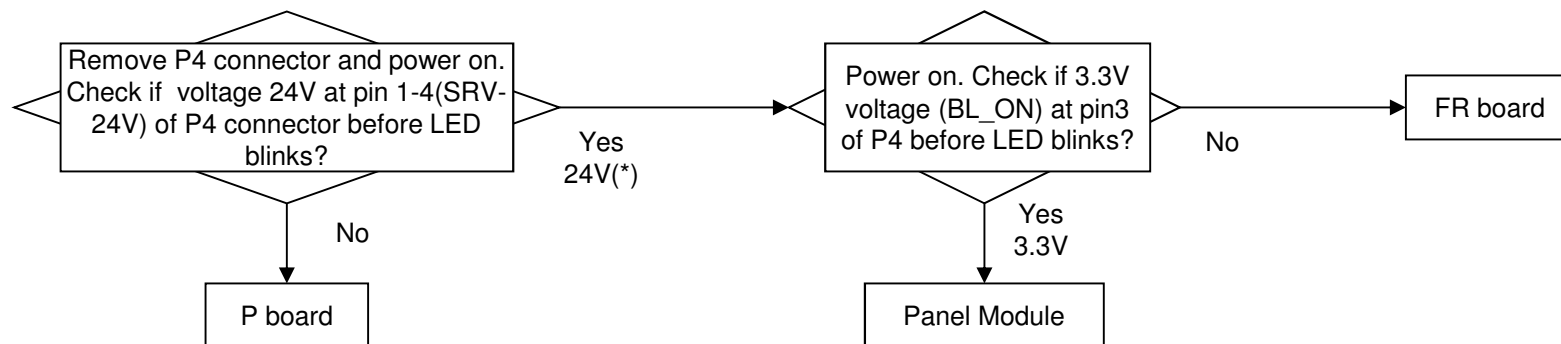 Remove P4 connector and power on.
Check if  voltage 24V at pin 1-4(SRV-
24V) of P4 connector before LED
blinks?
Yes
24V(*)
No
P board
Power on. Check if 3.3V
voltage (BL_ON) at pin3
of P4 before LED blinks?
No
FR board
Yes
3.3V
Panel Module